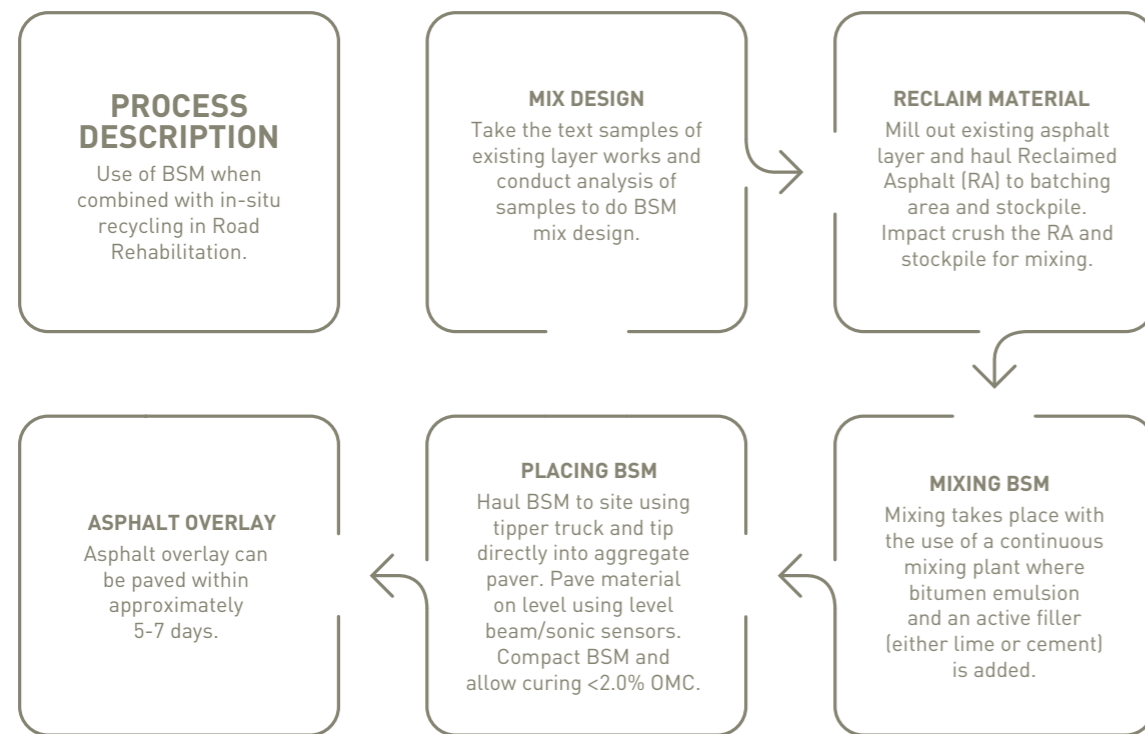 PROCESS
DESCRIPTION
Use of BSM when
combined with in-situ
recycling in Road
Rehabilitation.
MIX DESIGN
Take the text samples of
existing layer works and
conduct analysis of
samples to do BSM
mix design.
RECLAIM MATERIAL
Mill out existing asphalt
layer and haul Reclaimed
Asphalt (RA) to batching
area and stockpile.
Impact crush the RA and
stockpile for mixing.
MIXING BSM
Mixing takes place with
the use of a continuous
mixing plant where
bitumen emulsion
and an active filler
(either lime or cement)
is added.
PLACING BSM
Haul BSM to site using
tipper truck and tip
directly into aggregate
paver. Pave material
on level using level
beam/sonic sensors.
Compact BSM and
allow curing <2.0% OMC.
ASPHALT OVERLAY
Asphalt overlay can
be paved within
approximately
5-7 days.